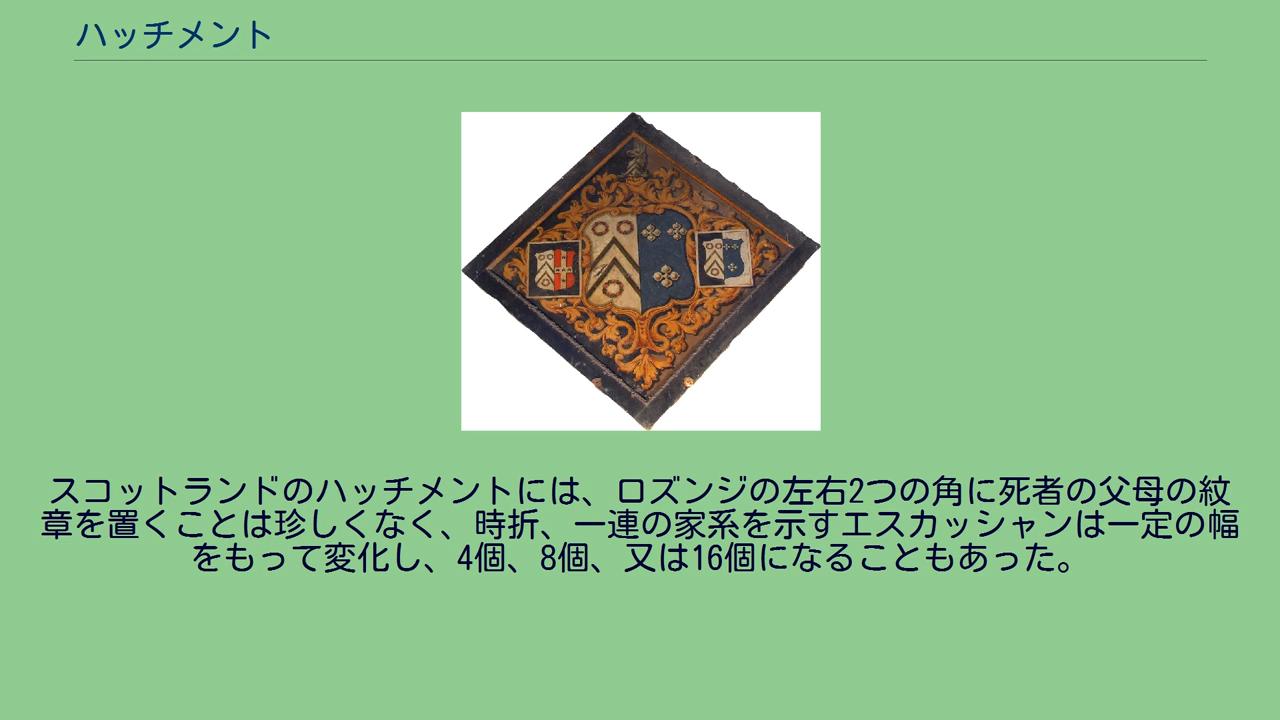 ハッチメント
スコットランドのハッチメントには、ロズンジの左右2つの角に死者の父母の紋
章を置くことは珍しくなく、時折、一連の家系を示すエスカッシャンは一定の幅
をもって変化し、4個、8個、又は16個になることもあった。